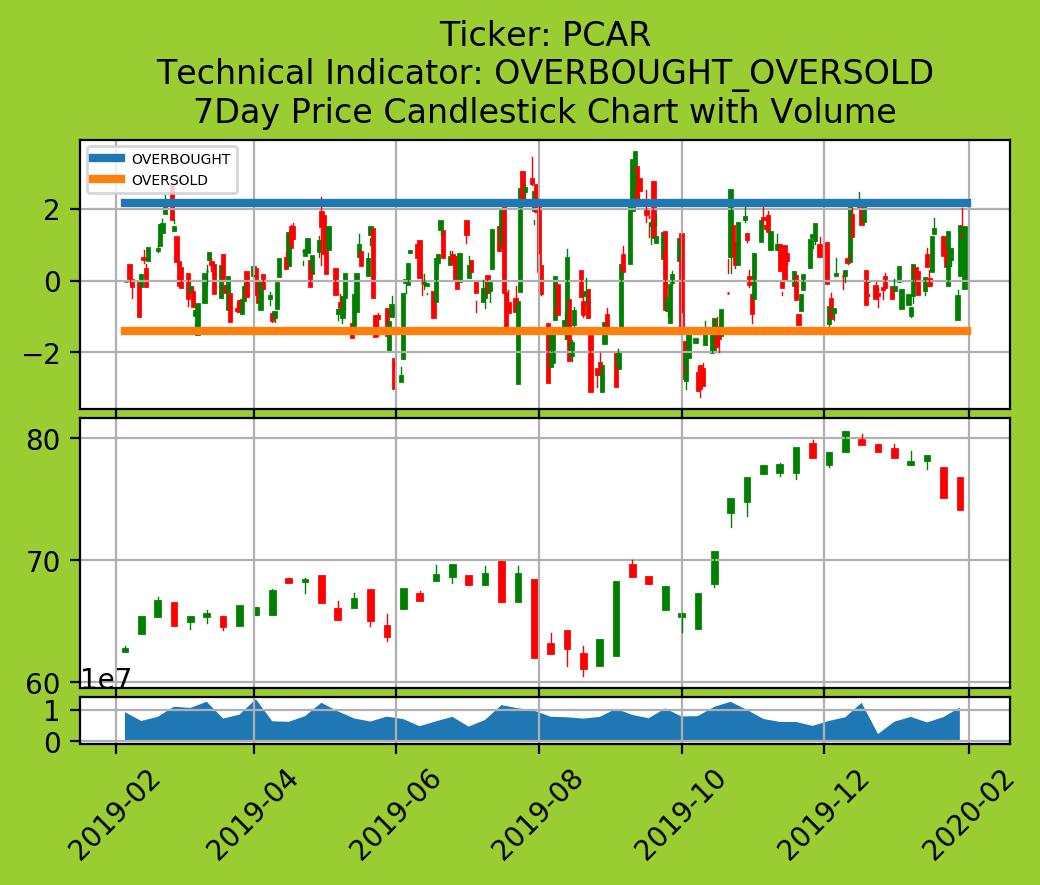 Ticker: PCAR
Technical Indicator: OVERBOUGHT_OVERSOLD
7Day Price Candlestick Chart with Volume
OVERBOUGHT
OVERSOLD
2
0
−2
80
70
60
1e7
1
0
2019-02
2019-04
2019-06
2019-08
2019-10
2019-12
2020-02